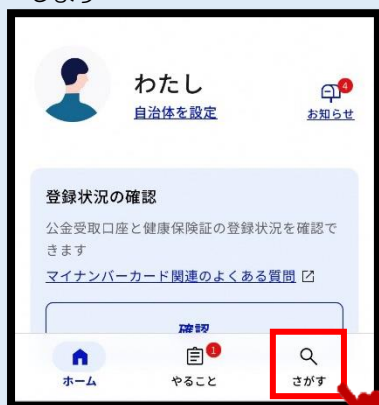 わたし
4
自治体を設定
お知らせ
登録状況の確認
公金受取口座と健康保険証の登録状況を確認で
きます
マイナンバーカード関連のよくある質問
確認
1
ホーム
やること
さがす